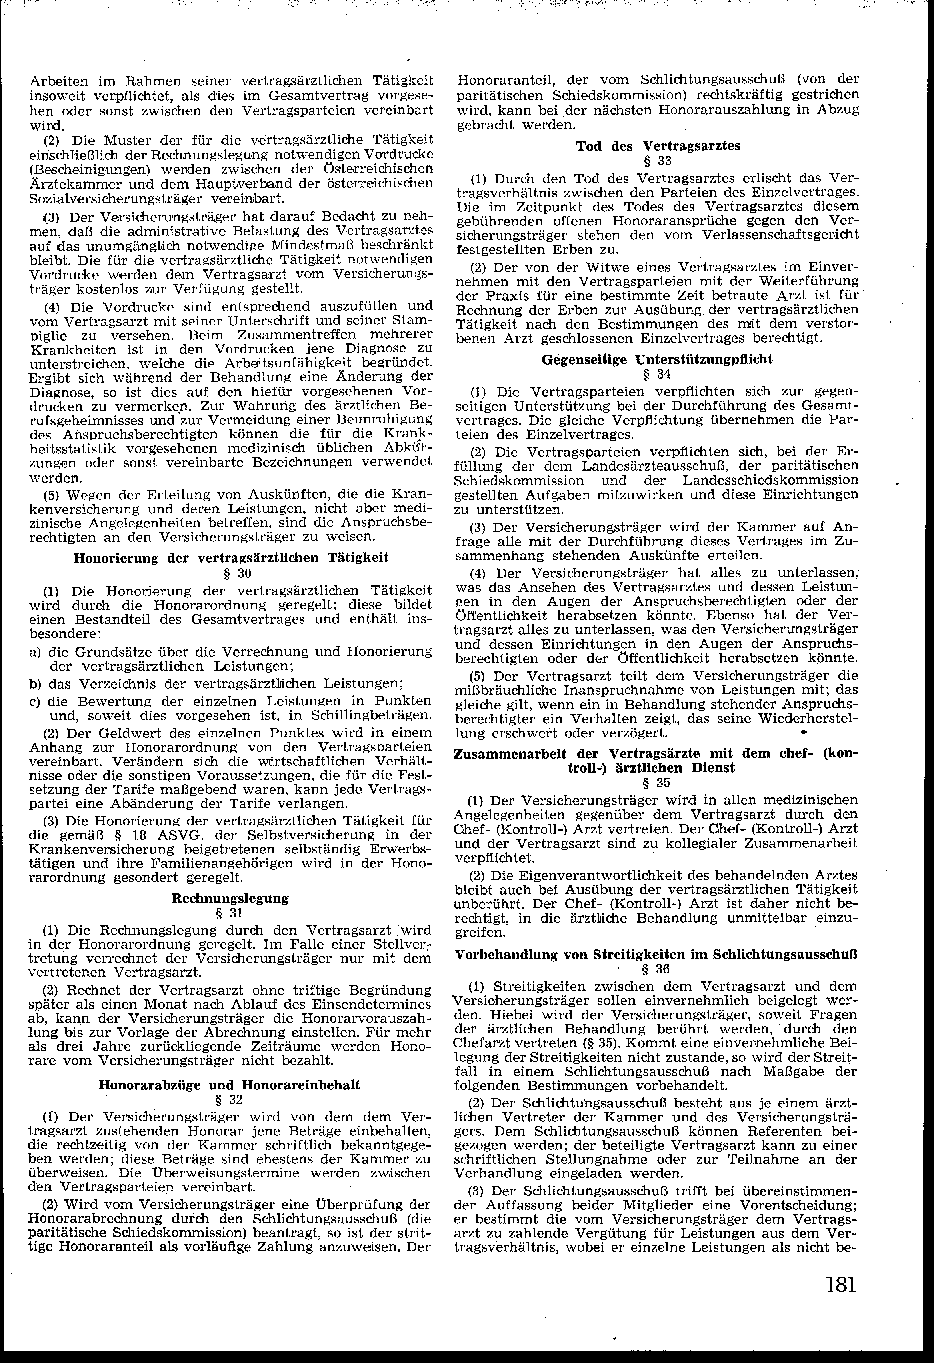 Arbeiten im Rahmen seiner vertragsärztlichen Tätigkeit
insoweit verpflichtet, als dies im Gesamtvertrag vorgese-
hen oder sonst zwischen den Vertragsparteien vereinbart
wird.
(2) Die Muster der für die vertragsärztliche Tätigkeit
einschließlich der Rechnungslegung notwendigen Vordrucke
(Bescheinigungen) werden zwischen der Österreichischen
Ärztekammer und dem Hauptverband der österreichischen
Sozialversicherungsträger vereinbart.
(3) Der Versicherungsträger hat darauf Bedacht zu neh-
men, daß die administrative Belastung des Vertragsarztes
auf das unumgänglich notwendige Mindestmaß beschränkt
bleibt. Die für die vertragsärztliche Tätigkeit notwendigen
Vordrucke werden dem Vertragsarzt vom Versicherungs-
träger kostenlos zur Verfügung gestellt.
(4) Die Vordrucke sind entsprechend auszufüllen und
vom Vertragsarzt mit seiner Unterschrift und seiner Stam-
piglie zu versehen. Beim Zusammentreffen mehrerer
Krankheiten ist in den Vordrucken jene Diagnose zu
unterstreichen, welche die Arbeitsunfähigkeit begründet.
Ergibt sich während der Behandlung eine Änderung der
Diagnose, so ist dies auf den hiefür vorgesehenen Vor-
drucken zu vermerken. Zur Wahrung des ärztlichen Be-
rufsgeheimnisses und zur Vermeidung einer Beunruhigung
des Anspruchsberechtigten können die für die Krank-
heitsstatistik vorgesehenen medizinisch üblichen Abkür-
zungen oder sonst vereinbarte Bezeichnungen verwendet
werden.
(5) Wegen der Erteilung von Auskünften, die die Kran-
kenversicherung und deren Leistungen, nicht aber medi-
zinische Angelegenheiten betreffen, sind die Anspruchsbe-
rechtigten an den Versicherungsträger zu weisen.
Honorierung der vertragsärztlichen Tätigkeit
§ 30
(1) Die Honorierung der vertragsärztlichen Tätigkeit
wird durch die Honorarordnung geregelt; diese bildet
einen Bestandteil des Gesamtvertrages und enthält ins-
besondere:
a) die Grundsätze über die Verrechnung und Honorierung
der vertragsärztlichen Leistungen;
b) das Verzeichnis der vertragsärztlichen Leistungen;
c) die Bewertung der einzelnen Leistungen in Punkten
und, soweit dies vorgesehen ist, in Schillingbeträgen.
(2) Der Geldwert des einzelnen Punktes wird in einem
Anhang zur Honorarordnung von den Vertragsparteien
vereinbart. Verändern sich die wirtschaftlichen Verhält-
nisse oder die sonstigen Voraussetzungen, die für die Fest-
setzung der Tarife maßgebend waren, kann jede Vertrags-
partei eine Abänderung der Tarife verlangen.
(3) Die Honorierung der vertragsärztlichen Tätigkeit für
die gemäß § 18 ASVG. der Selbstversicherung in der
Krankenversicherung beigetretenen selbständig Erwerbs-
tätigen und ihre Familienangehörigen wird in der Hono-
rarordnung gesondert geregelt.
Rechnungslegung
§ 31
(1) Die Rechnungslegung durch den Vertragsarzt wird
in der Honorarordnung geregelt. Im Falle einer Stellver-
tretung verrechnet der Versicherungsträger nur mit dem
vertretenen Vertragsarzt.
(2) Rechnet der Vertragsarzt ohne triftige Begründung
später als einen Monat nach Ablauf des Einsendetermines
ab, kann der Versicherungsträger die Honorarvorauszah-
lung bis zur Vorlage der Abrechnung einstellen. Für mehr
als drei Jahre zurückliegende Zeiträume werden Hono-
rare vom Versicherungsträger nicht bezahlt.
Honorarabzüge und Honorareinbehalt
§ 32
(1) Der Versicherungsträger wird von dem dem Ver-
tragsarzt zustehenden Honorar jene Beträge einbehalten,
die rechtzeitig von der Kammer schriftlich bekanntgege-
ben werden; diese Beträge sind ehestens der Kammer zu
überweisen. Die Überweisungstermine werden zwischen
den Vertragsparteien vereinbart.
(2) Wird vom Versicherungsträger eine Überprüfung der
Honorarabrechnung durch den Schlichtungsausschuß (die
paritätische Schiedskommission) beantragt, so ist der strit-
tige Honoraranteil als vorläufige Zahlung anzuweisen. Der
Honoraranteil, der vom Schlichtungsausschuß (von der
paritätischen Schiedskommission) rechtskräftig gestrichen
wird, kann bei der nächsten Honorarauszahlung in Abzug
gebracht werden.
Tod des Vertragsarztes
§ 33
(1) Durch den Tod des Vertragsarztes erlischt das Ver-
tragsverhältnis zwischen den Parteien des Einzelvertrages.
Die im Zeitpunkt des Todes des Vertragsarztes diesem
gebührenden offenen Honoraransprüche gegen den Ver-
sicherungsträger stehen den vom Verlassenschaftsgericht
festgestellten Erben zu.
(2) Der von der Witwe eines Vertragsarztes im Einver-
nehmen mit den Vertragsparteien mit der Weiterführung
der Praxis für eine bestimmte Zeit betraute Arzt ist für
Rechnung der Erben zur Ausübung der vertragsärztlichen
Tätigkeit nach den Bestimmungen des mit dem verstor-
benen Arzt geschlossenen Einzelvertrages berechtigt.
Gegenseitige Unterstützungpflicht
§ 34
(1) Die Vertragsparteien verpflichten sich zur gegen-
seitigen Unterstützung bei der Durchführung des Gesamt-
vertrages. Die gleiche Verpflichtung übernehmen die Par-
teien des Einzelvertrages.
(2) Die Vertragsparteien verpflichten sich, bei der Er-
füllung der dem Landesärzteausschuß, der paritätischen
Schiedskommission und der Landesschiedskommission
gestellten Aufgaben mitzuwirken und diese Einrichtungen
zu unterstützen.
(3) Der Versicherungsträger wird der Kammer auf An-
frage alle mit der Durchführung dieses Vertrages im Zu-
sammenhang stehenden Auskünfte erteilen.
(4) Der Versicherungsträger hat alles zu unterlassen,
was das Ansehen des Vertragsarztes und dessen Leistun-
gen in den Augen der Anspruchsberechtigten oder der
Öffentlichkeit herabsetzen könnte. Ebenso hat der Ver-
tragsarzt alles zu unterlassen, was den Versicherungsträger
und dessen Einrichtungen in den Augen der Anspruchs-
berechtigten oder der Öffentlichkeit herabsetzen könnte.
(5) Der Vertragsarzt teilt dem Versicherungsträger die
mißbräuchliche Inanspruchnahme von Leistungen mit; das
gleiche gilt, wenn ein in Behandlung stehender Anspruchs-
berechtigter ein Verhalten zeigt, das seine Wiederherstel-
lung erschwert oder verzögert.
Zusammenarbeit der Vertragsärzte mit dem chef- (kon-
troll-) ärztlichen Dienst
§ 35
(1) Der Versicherungsträger wird in allen medizinischen
Angelegenheiten gegenüber dem Vertragsarzt durch den
Chef- (Kontroll-) Arzt vertreten. Der Chef- (Kontroll-) Arzt
und der Vertragsarzt sind zu kollegialer Zusammenarbeit
verpflichtet.
(2) Die Eigenverantwortlichkeit des behandelnden Arztes
bleibt auch bei Ausübung der vertragsärztlichen Tätigkeit
unberührt. Der Chef- (Kontroll-) Arzt ist daher nicht be-
rechtigt, in die ärztliche Behandlung unmittelbar einzu-
greifen.
Vorbehandlung von Streitigkeiten im Schlichtungsausschuß
§ 36
(1) Streitigkeiten zwischen dem Vertragsarzt und dem
Versicherungsträger sollen einvernehmlich beigelegt wer-
den. Hiebei wird der Versicherungsträger, soweit Fragen
der ärztlichen Behandlung berührt werden, durch den
Chefarzt vertreten (§ 35). Kommt eine einvernehmliche Bei-
legung der Streitigkeiten nicht zustande, so wird der Streit-
fall in einem Schlichtungsausschuß nach Maßgabe der
folgenden Bestimmungen vorbehandelt.
(2) Der Schlichtungsausschuß besteht aus je einem ärzt-
lichen Vertreter der Kammer und des Versicherungsträ-
gers. Dem Schlichtungsausschuß können Referenten bei-
gezogen werden; der beteiligte Vertragsarzt kann zu einer
schriftlichen Stellungnahme oder zur Teilnahme an der
Verhandlung eingeladen werden.
(3) Der Schlichtungsausschuß trifft bei übereinstimmen-
der Auffassung beider Mitglieder eine Vorentscheidung;
er bestimmt die vom Versicherungsträger dem Vertrags-
arzt zu zahlende Vergütung für Leistungen aus dem Ver-
tragsverhältnis, wobei er einzelne Leistungen als nicht be-
181